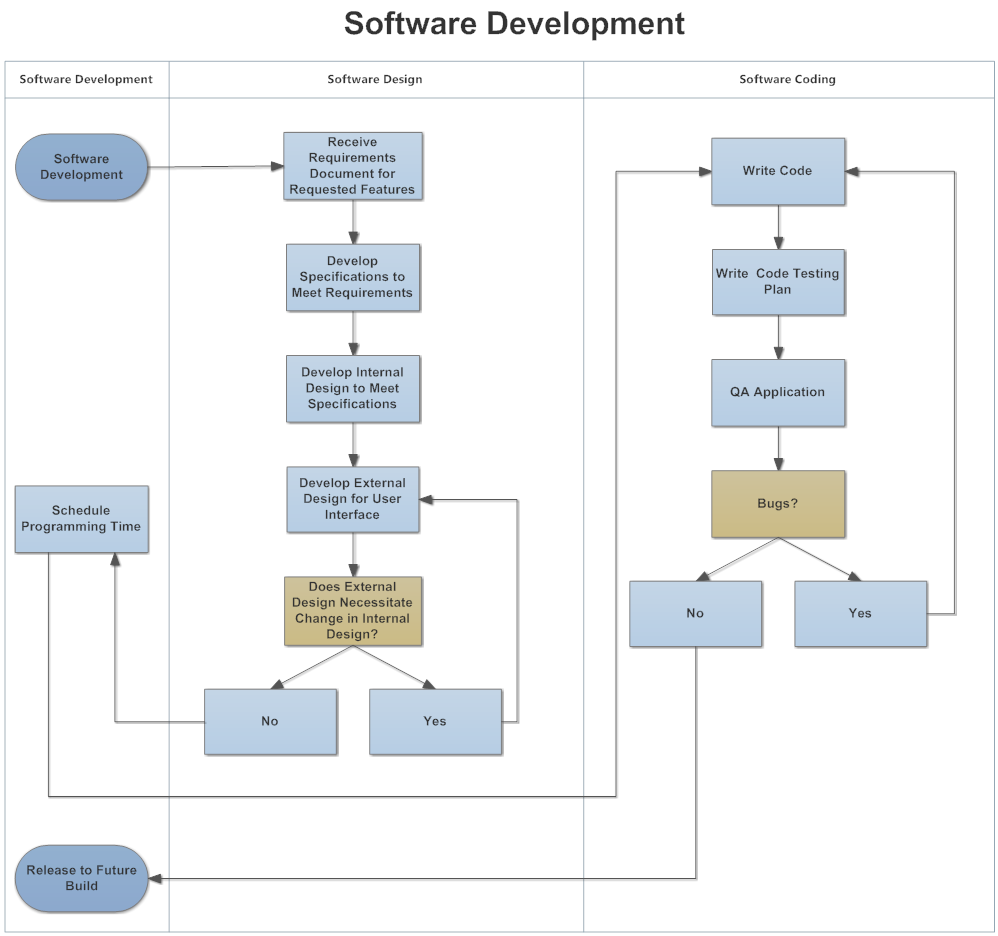 Software Development
Software Development
Software Design
Software Coding
Software
Development
Receive
Requirements
Document for
Requested Features
Develop
Specifications to
Meet Requirements
Develop Internal
Design to Meet
Specifications
Develop External
Design for User
Interface
Schedule
Programming Time
Does External
Design Necessitate
Change in Internal
Design?
No
Yes
Write Code
Write  Code Testing
Plan
QA Application
Bugs?
No
Yes
Release to Future
Build